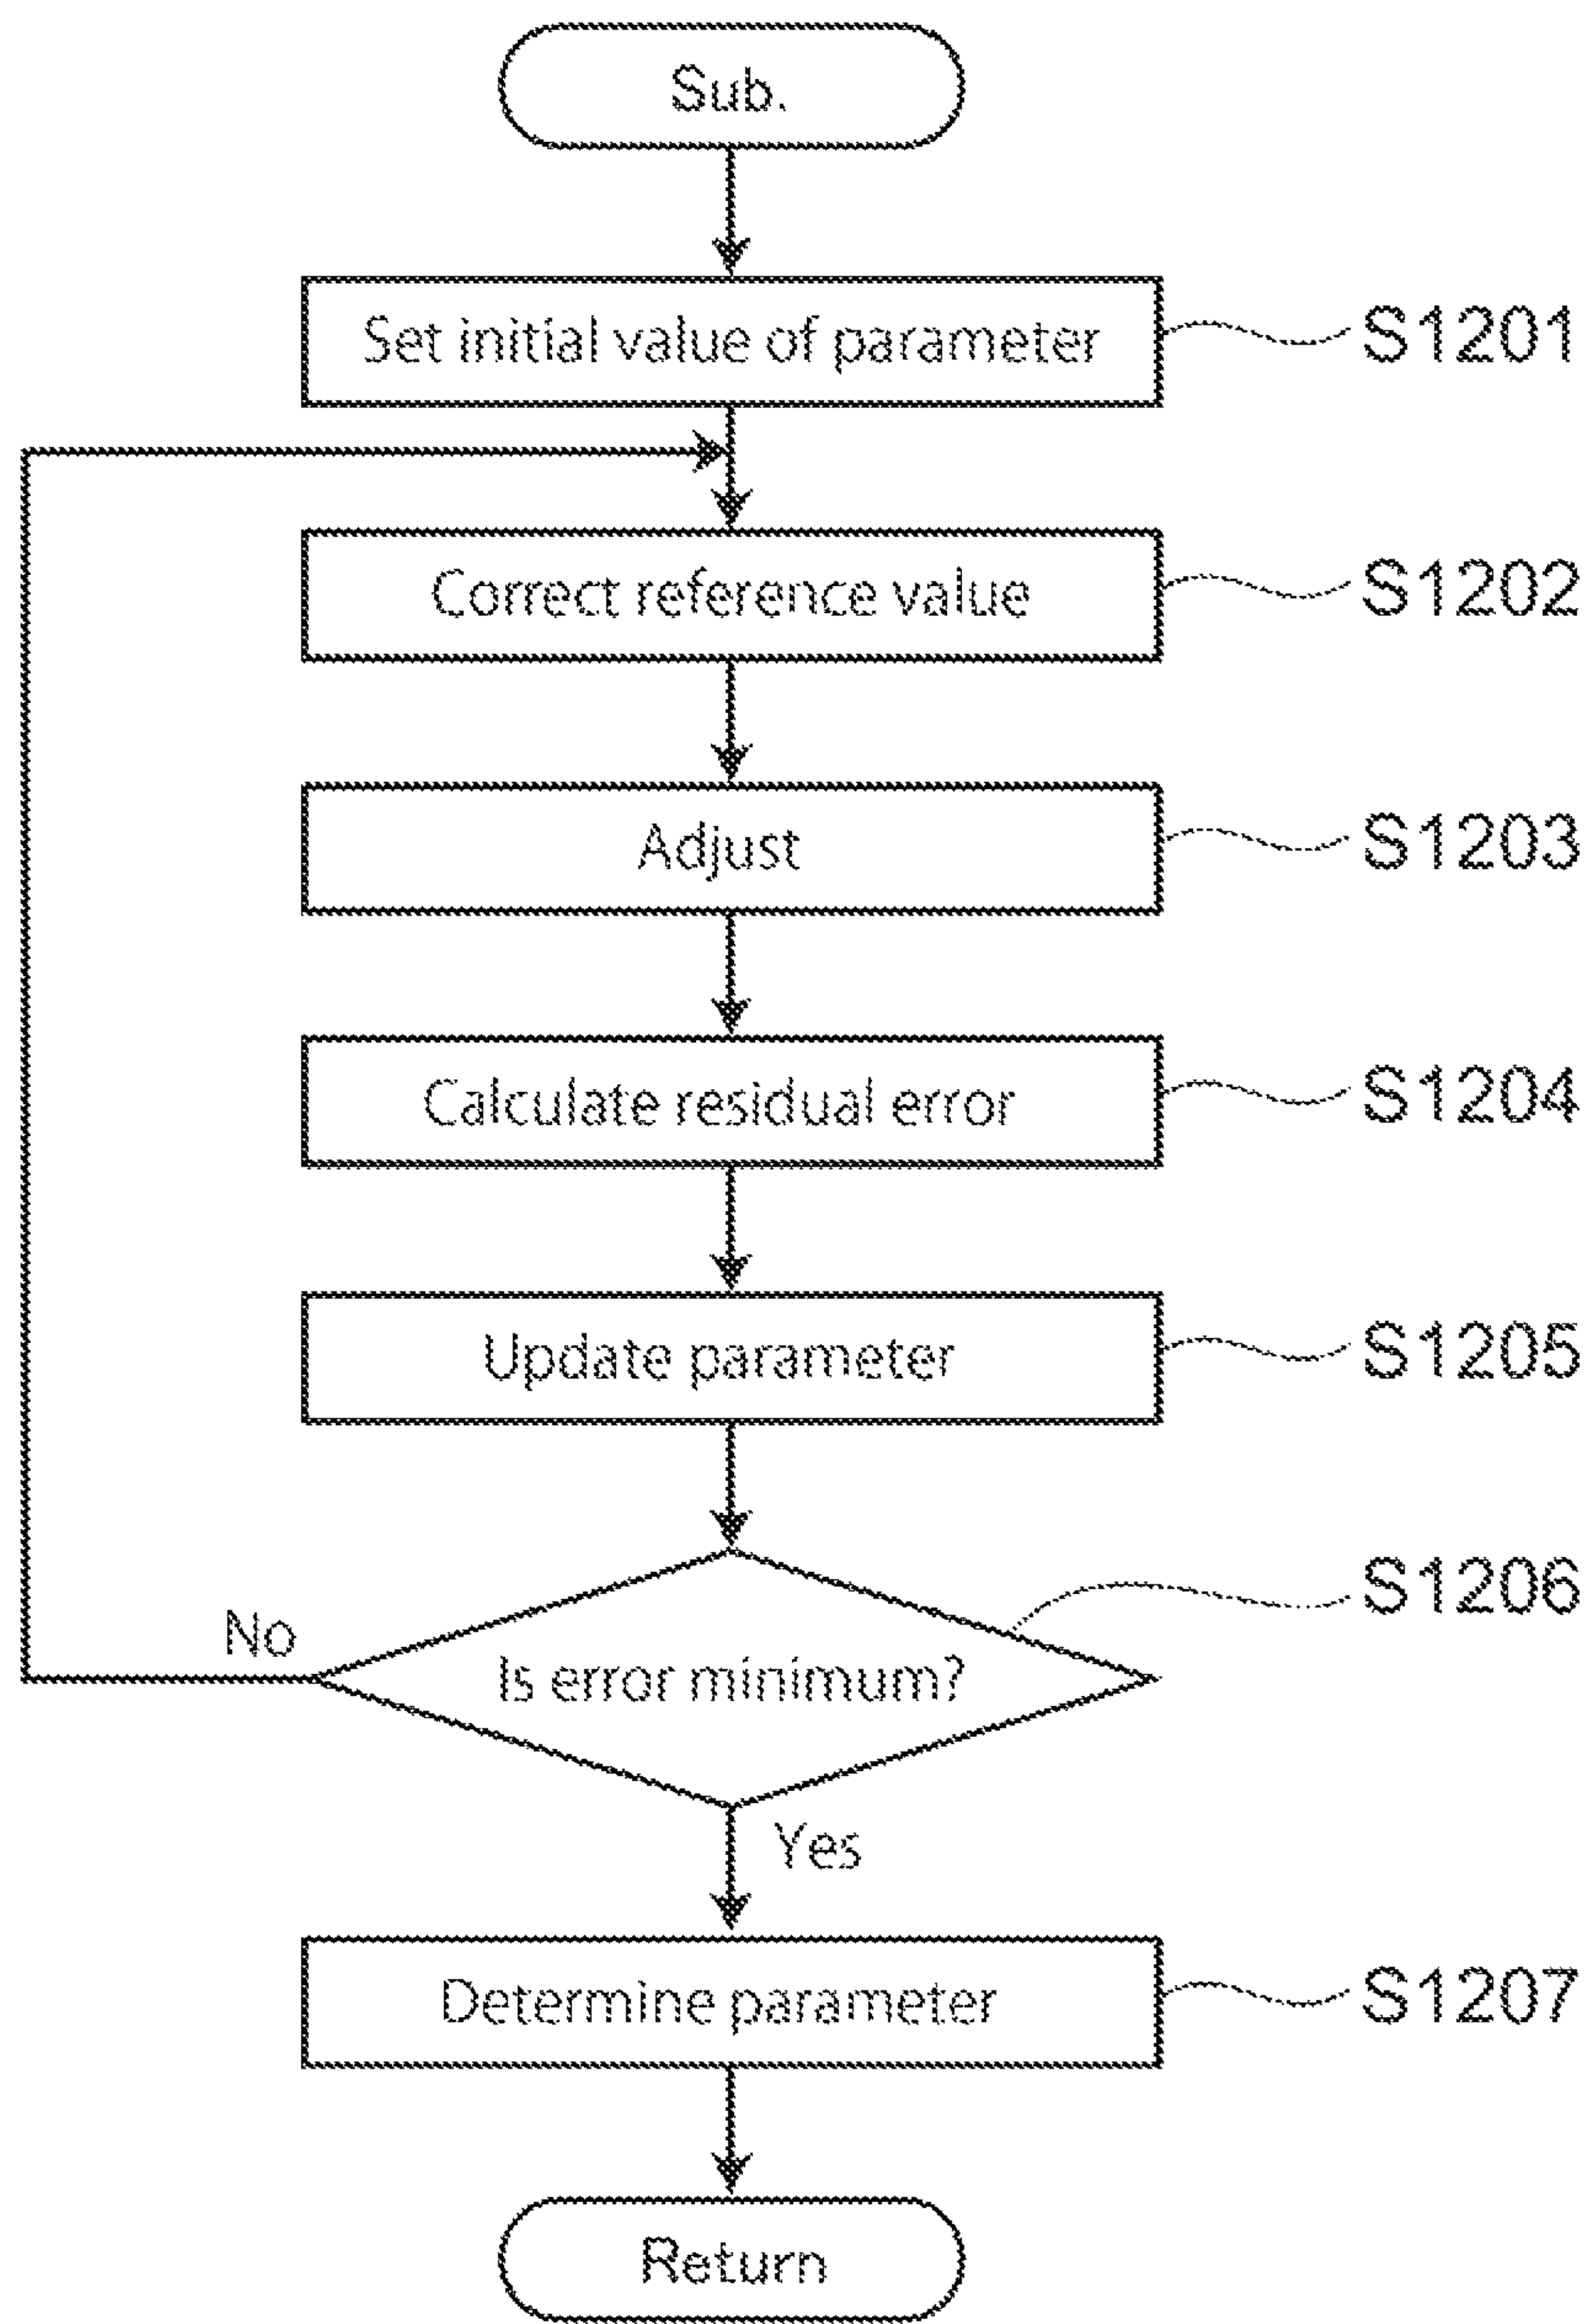 Sub.
Set initial value of parameter
S1201
Correct reference value
S1202
Adjust
S1203
Calculate residual error
S1204
Update parameter
S1205
S1206
No
Is error minimum?
Yes
Determine parameter
S1207
Return